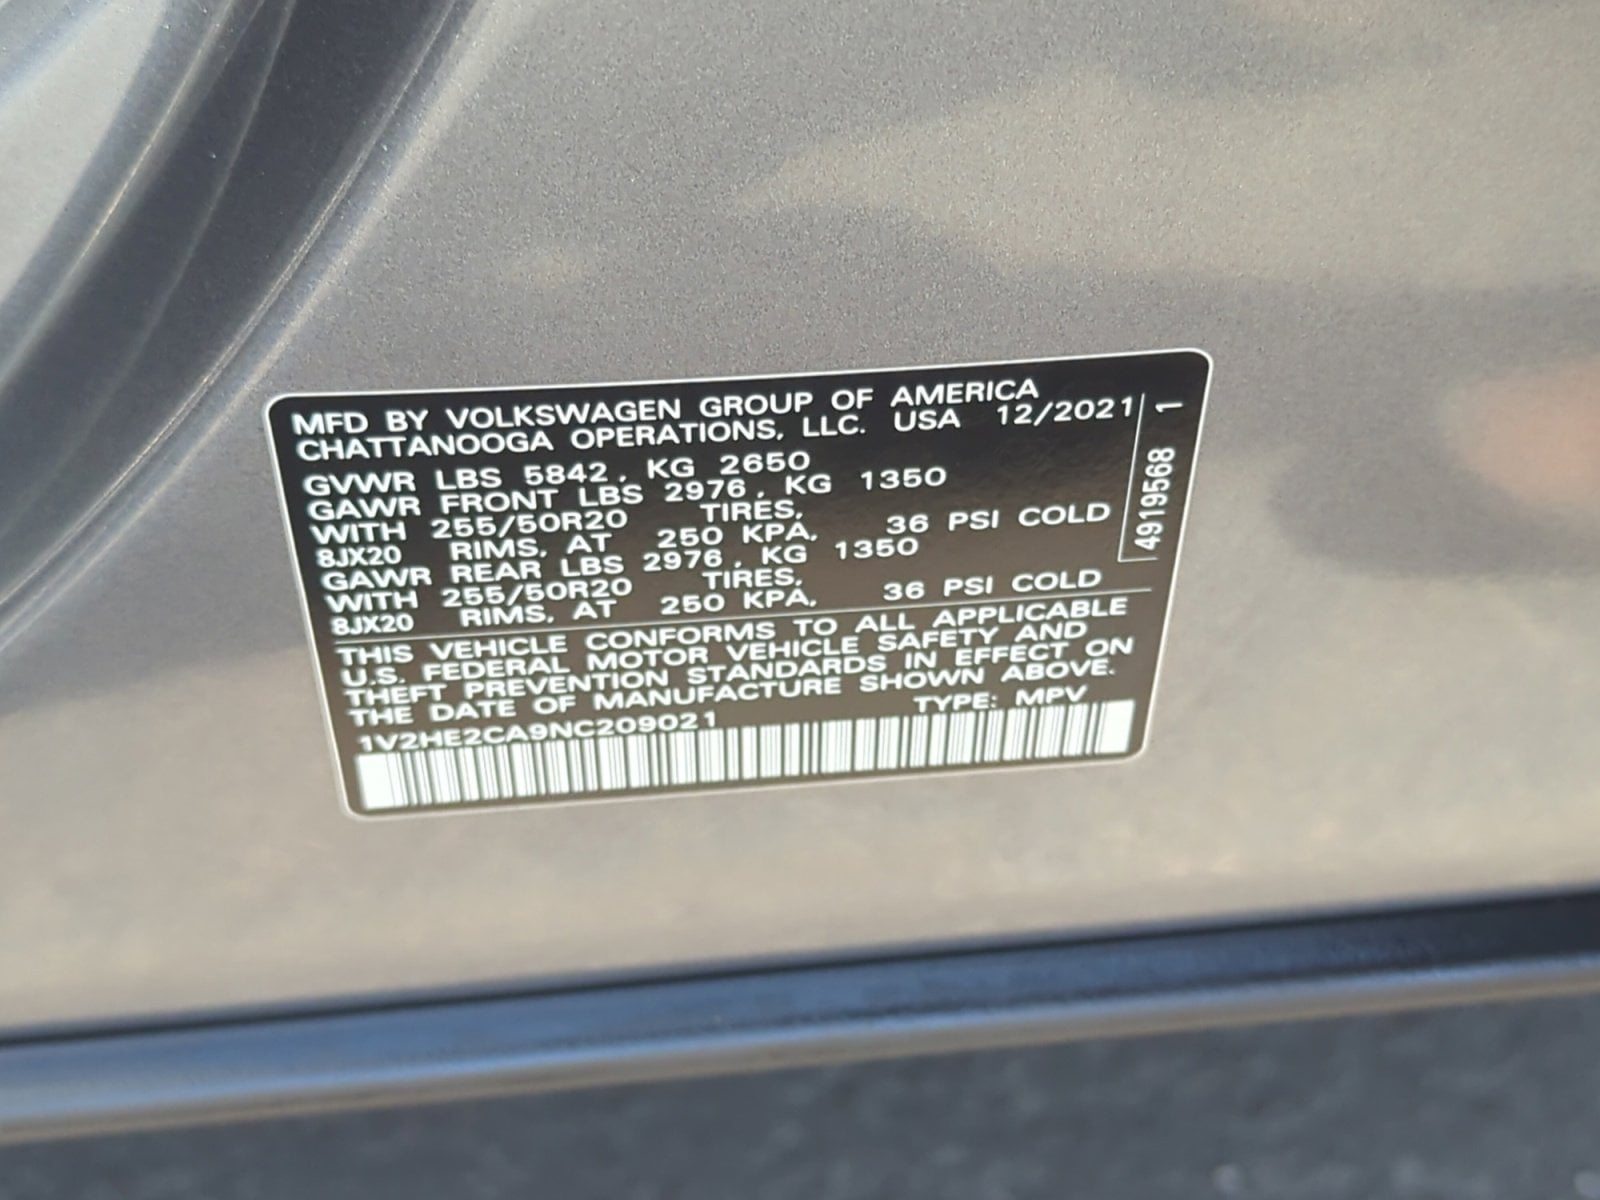 MFD BY VOLKSWAGEN GROUP OF AMERICA
CHATTANOOGA OPERATIONS, LLC. USA 12/2021
GVWR LBS 5842, KG 2650
GAWR FRONT LBS 2976, KG 1350
WITH 255/50R20 TIRES,
8JX20 RIMS, AT 250 KPA, 36 PSI COLD
GAWR REAR LBS 2976, KG 1350
WITH 255/50R20 TIRES,
8JX20 RIMS, AT 250 KPA, 36 PSI COLD
THIS VEHICLE CONFORMS TO ALL APPLICABLE
U.S. FEDERAL MOTOR VEHICLE SAFETY AND
THEFT PREVENTION STANDARDS IN EFFECT ON
THE DATE OF MANUFACTURE SHOWN ABOVE.
1V2HE2CA9NC209021 TYPE: MPV
4919568 1